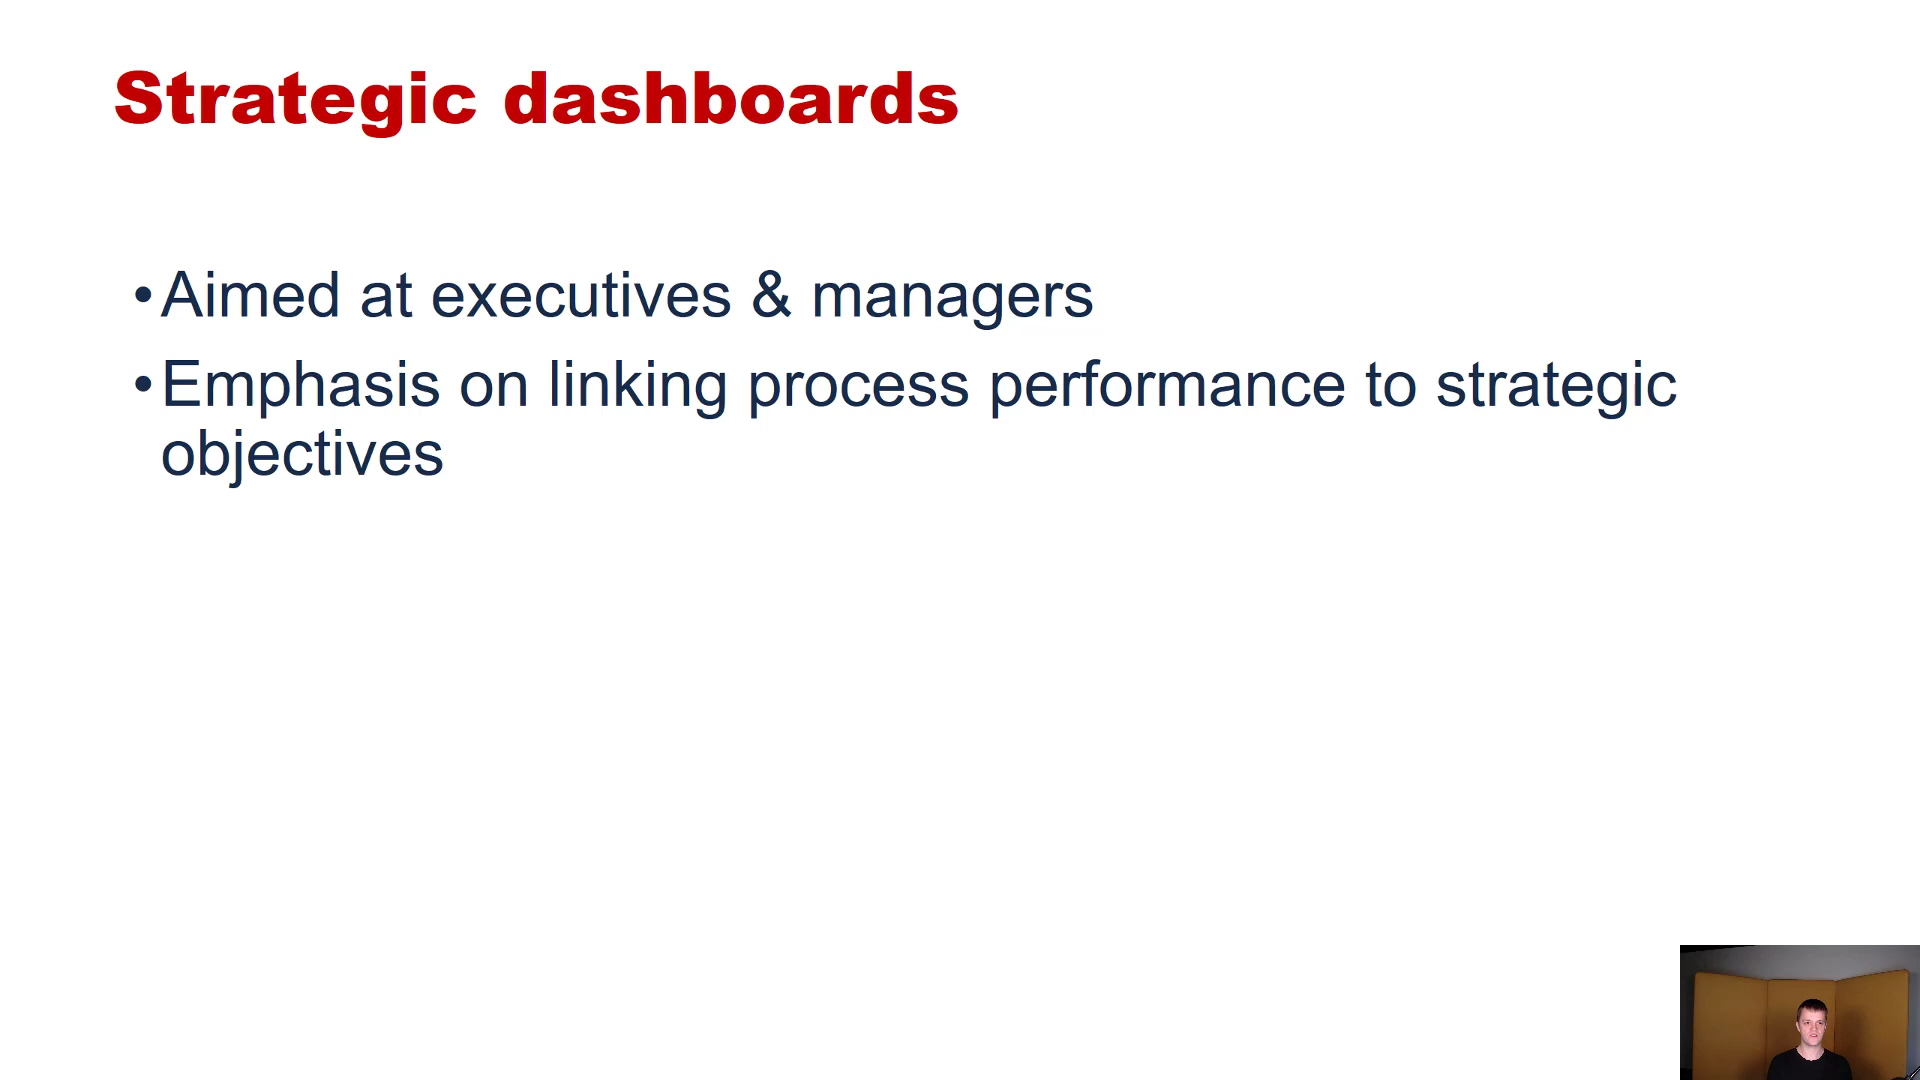 Strategic dashboards
•Aimed at executives & managers
•Emphasis on linking process performance to strategic
objectives